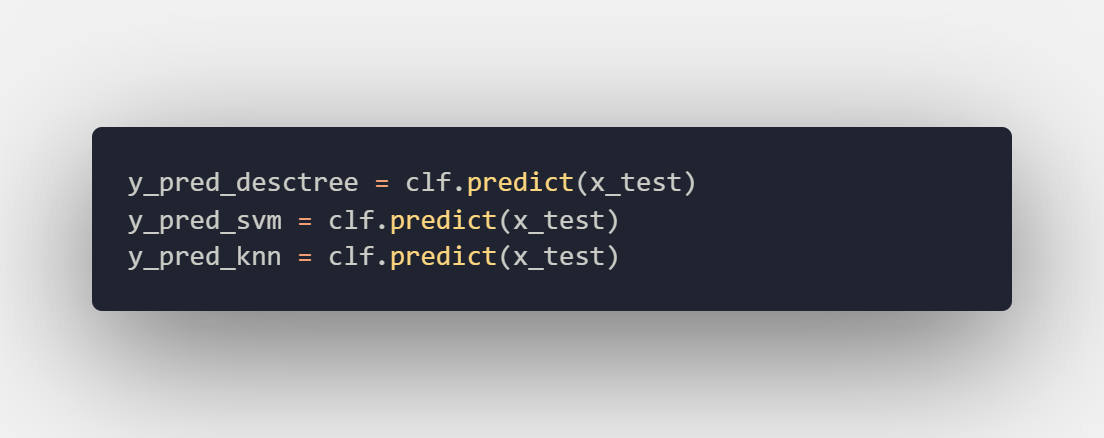 y_pred_desctree = clf.predict(x_test)
y_pred_svm = clf.predict(x_test)
y_pred_knn = clf.predict(x_test)